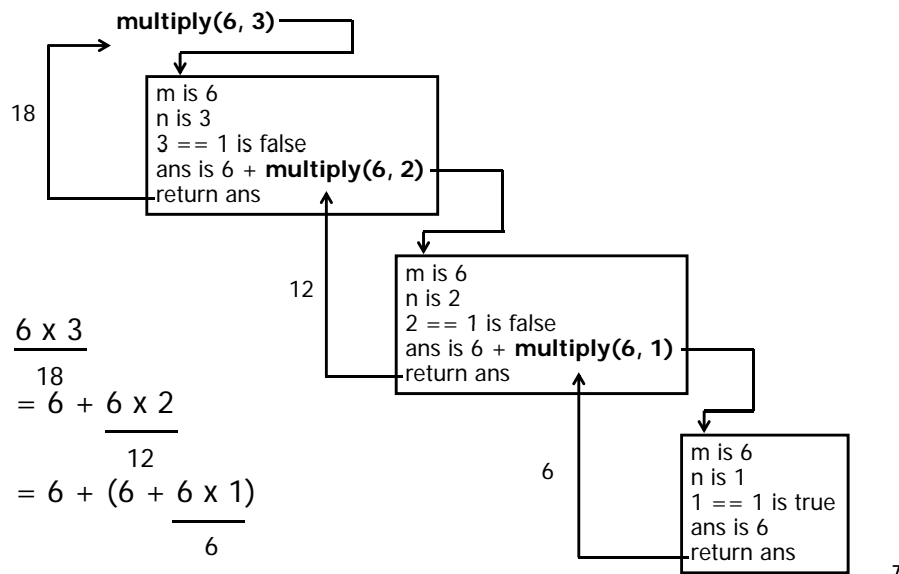 multiply(6, 3)
18
m is 6
n is 3
3 == 1 is false
ans is 6 + multiply(6, 2)
return ans
12
m is 6
n is 2
2 == 1 is false
ans is 6 + multiply(6, 1)
return ans
6
m is 6
n is 1
1 == 1 is true
ans is 6
return ans
6 x 3
18
= 6 + 6 x 2
12
= 6 + (6 + 6 x 1)
6
7